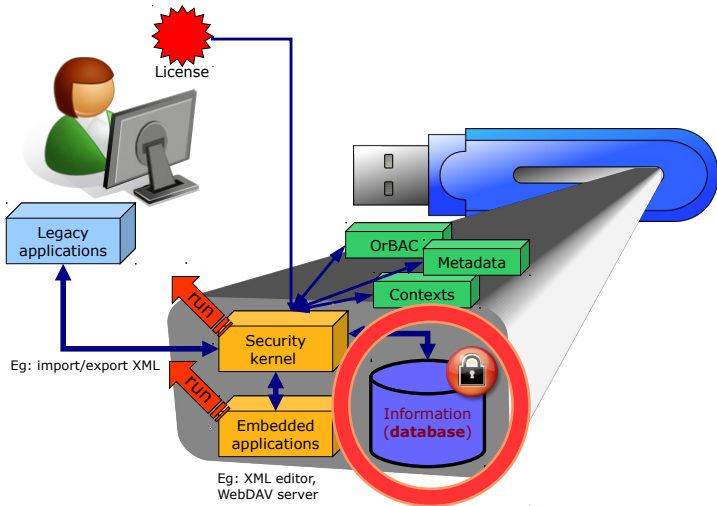 License
Legacy
applications
OrBAC
Metadata
Contexts
run
Security
kernel
Eg: import/export XML
run
Information
(database)
Embedded
applications
Eg: XML editor,
WebDAV server